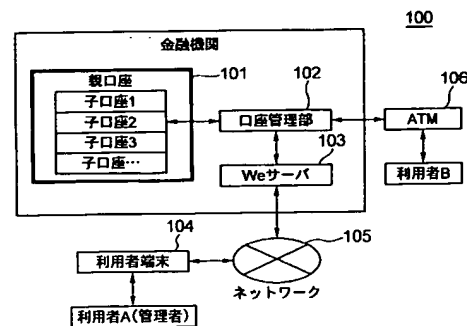 100
金融機関
101
親口座
子口座1
子口座2
子口座3
子口座…
102
口座管理部
103
Weサーバ
106
ATM
利用者B
104
利用者端末
105
ネットワーク
利用者A(管理者)